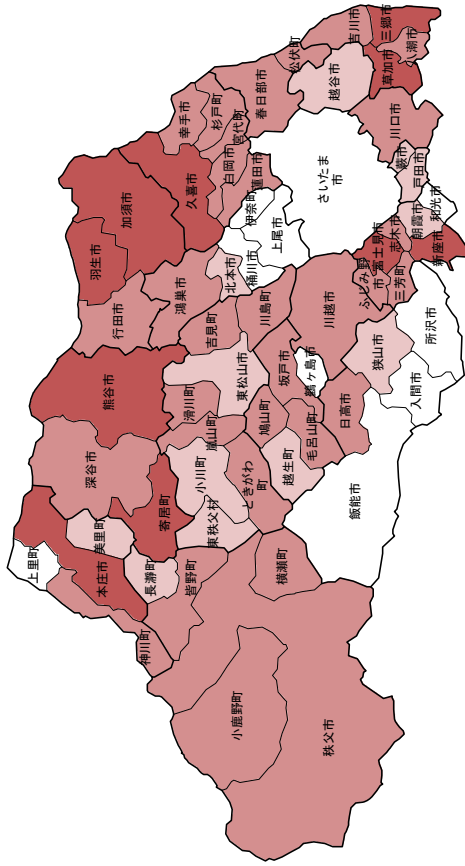 上里町
本庄市
美里町
神川町
深谷市
熊谷市
寄居町
長瀞町
皆野町
小鹿野町
秩父市
横瀬町
東秩父村
小川町
ときがわ
町
嵐山町
滑川町
東松山市
吉見町
鳩山町
越生町
毛呂山町
坂戸市
鶴ヶ島市
日高市
飯能市
川島町
川越市
狭山市
入間市
所沢市
行田市
羽生市
加須市
鴻巣市
北本市
桶川市
伊奈町
上尾市
久喜市
幸手市
杉戸町
宮代町
白岡市
蓮田市
さいたま
市
春日部市
松伏町
越谷市
吉川市
三郷市
八潮市
草加市
川口市
蕨市
戸田市
和光市
朝霞市
新座市
志木市
富士見市
ふじみ野
市
三芳町